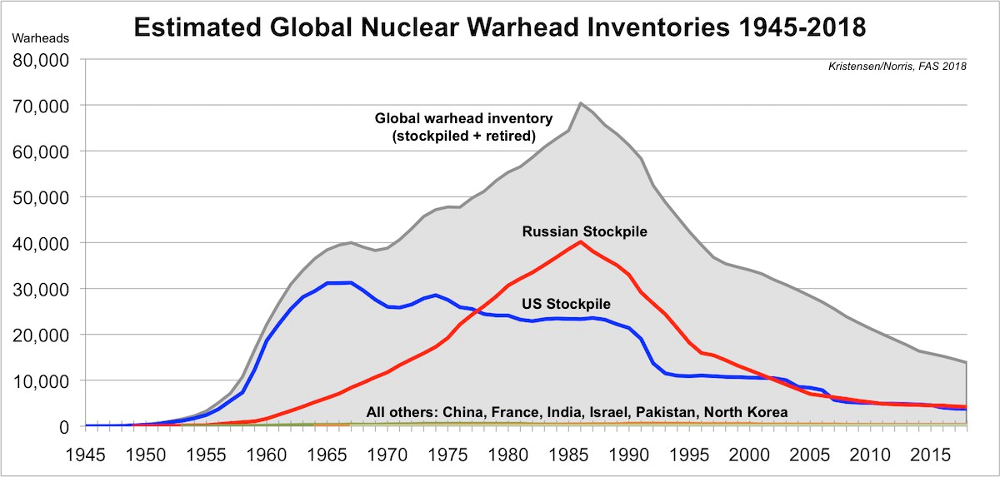 Estimated Global Nuclear Warhead Inventories 1945-2018
Warheads
80,000
Kristensen/Norris, FAS 2018
70,000
Global warhead inventory
(stockpiled + retired)
60,000
50,000
40,000
Russian Stockpile
30,000
US Stockpile
20,000
10,000
All others: China, France, India, Israel, Pakistan, North Korea
0
1945 1950 1955 1960 1965 1970 1975 1980 1985 1990 1995 2000 2005 2010 2015